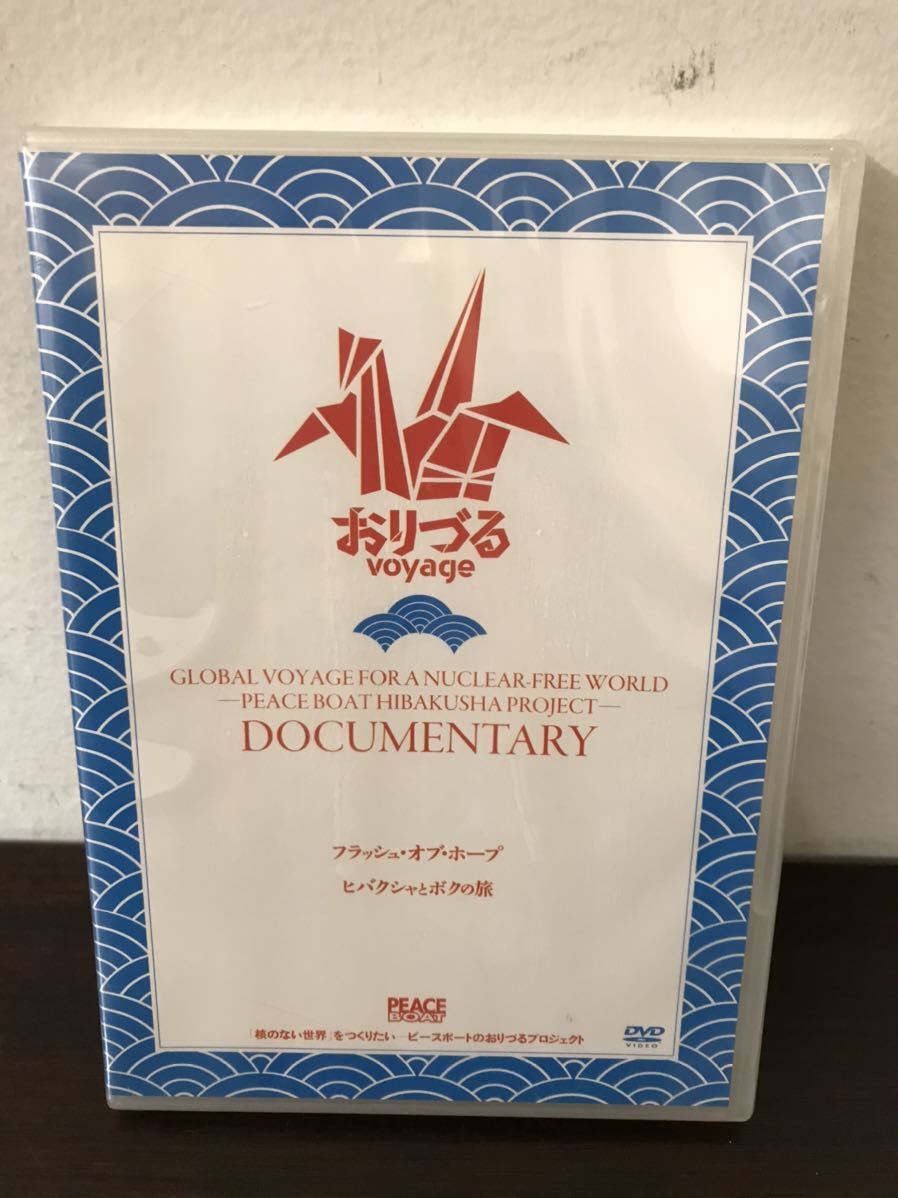 おりづる
voyage
GLOBAL VOYAGE FOR A NUCLEAR-FREE WORLD
—PEACE BOAT HIBAKUSHA PROJECT—
DOCUMENTARY
フラッシュ・オブ・ホープ
ヒバクシャとボクの旅
PEACE
BOAT
「核のない世界」をつくりたい—ピースボートのおりづるプロジェクト
DVD
VIDEO